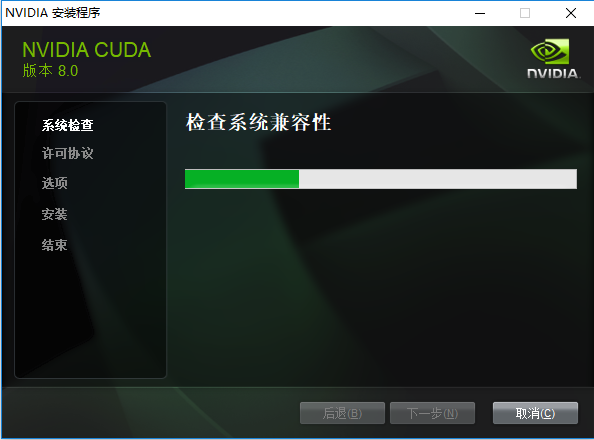 NVIDIA 安装程序
NVIDIA CUDA
版本 8.0
NVIDIA.
系统检查
许可协议
选项
安装
结束
检查系统兼容性
后退(B) 下一步(N) 取消(C)